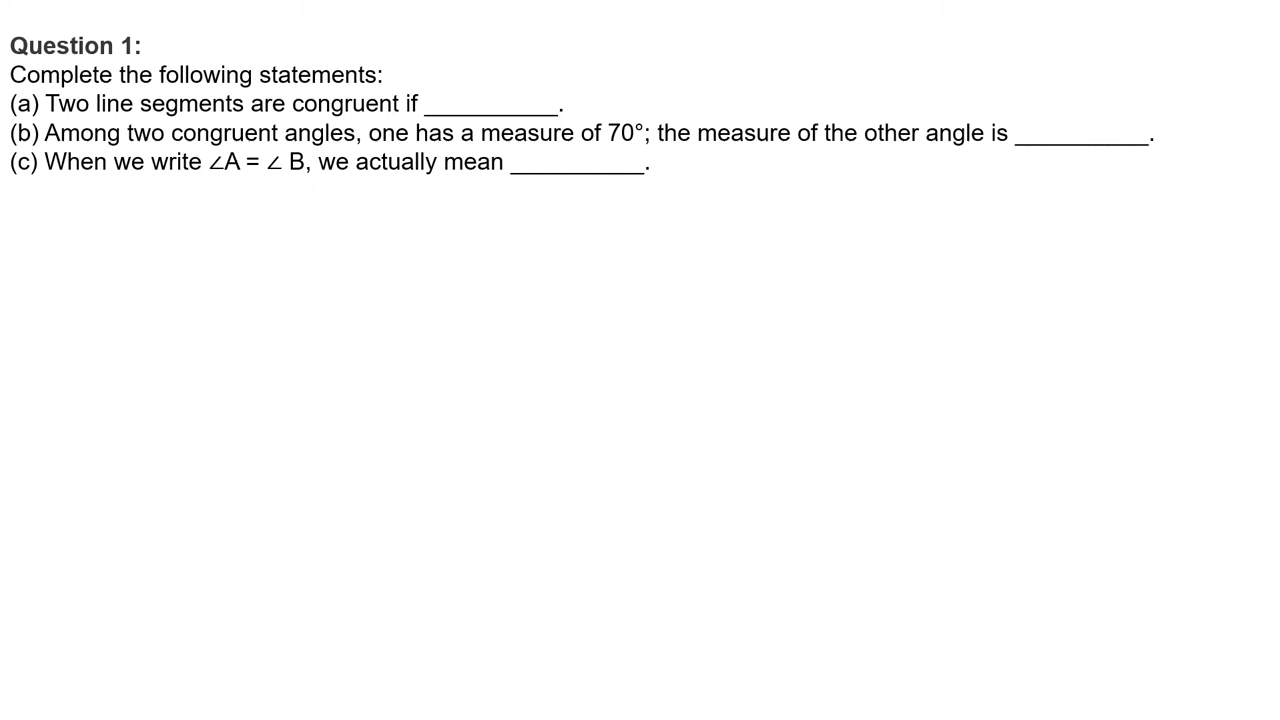 Question 1:
Complete the following statements:
(a) Two line segments are congruent if __________.
(b) Among two congruent angles, one has a measure of 70°; the measure of the other angle is __________.
(c) When we write ∠A = ∠ B, we actually mean __________.